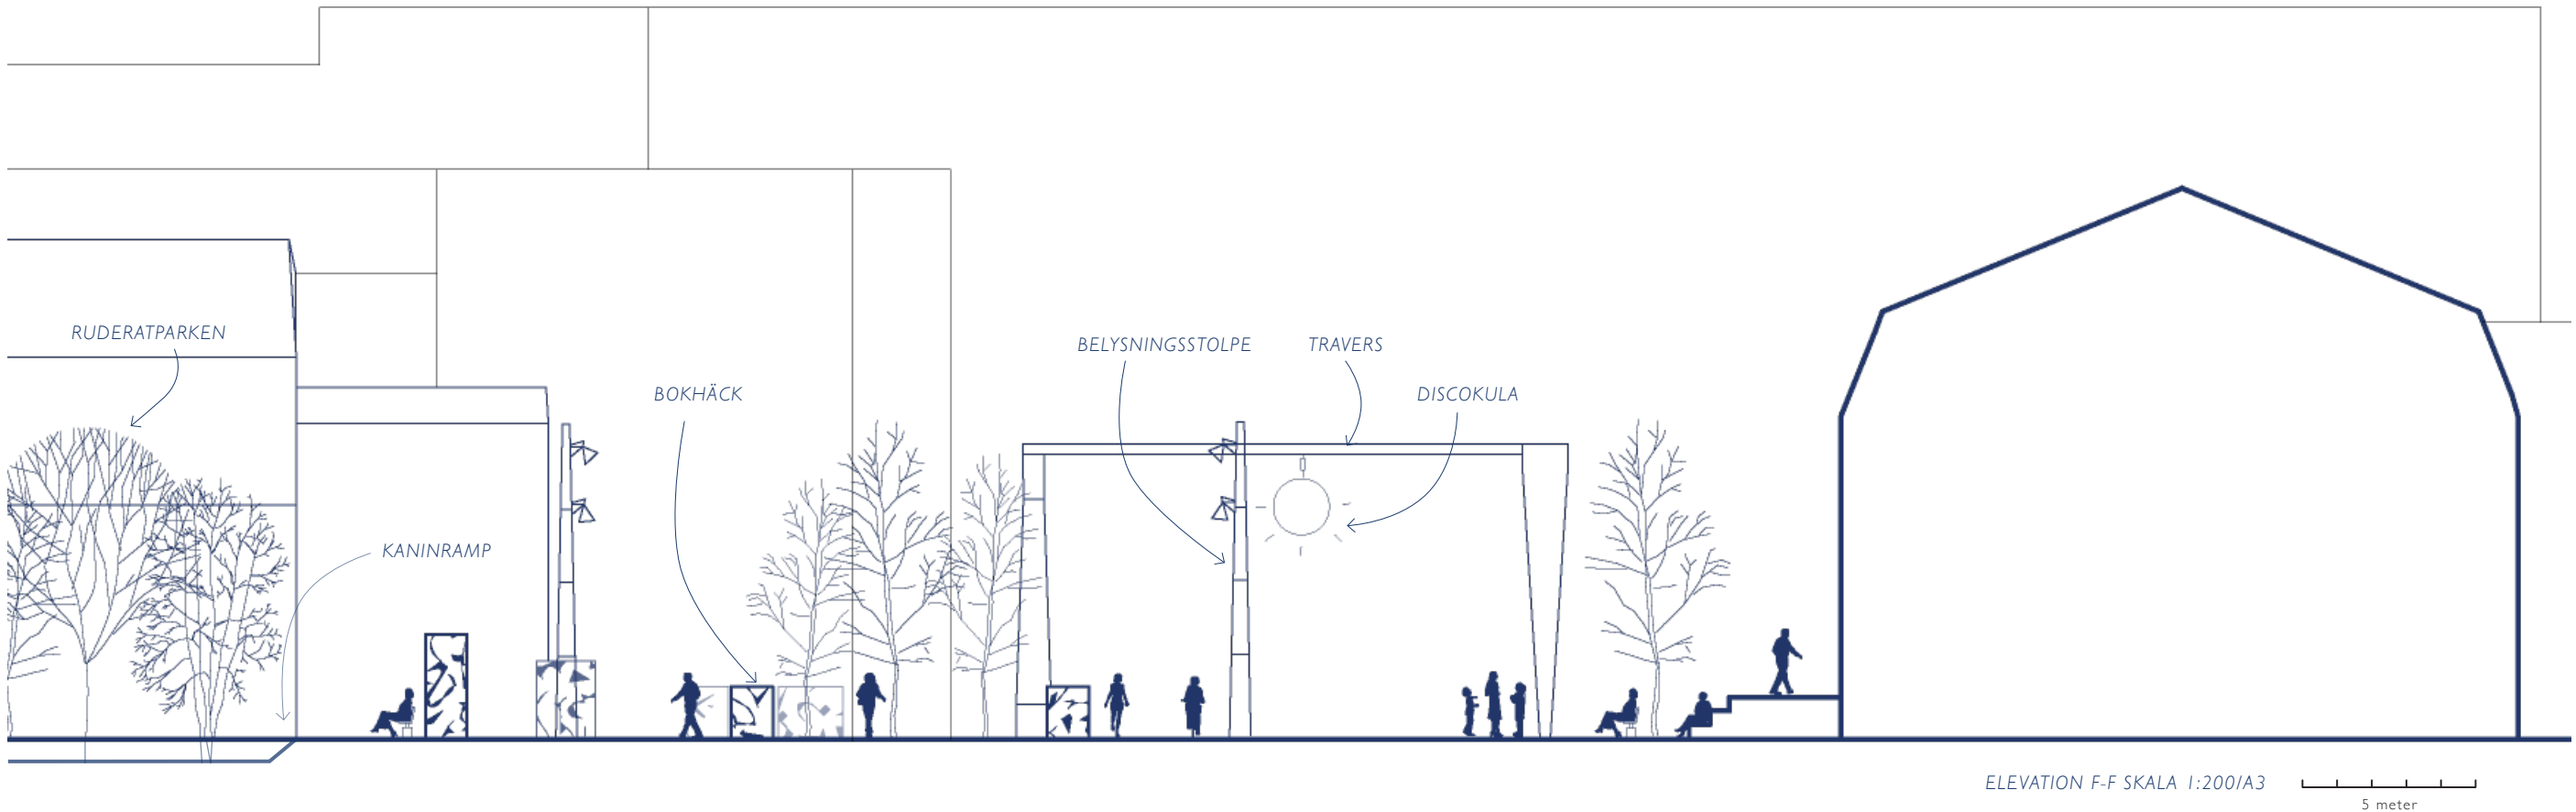 RUDERATPARKEN
BELYSNINGSSTOLPE
TRAVERS
BOKHÄCK
DISCOKULA
KANINRAMP
ELEVATION F-F SKALA 1:200/A3
5 meter